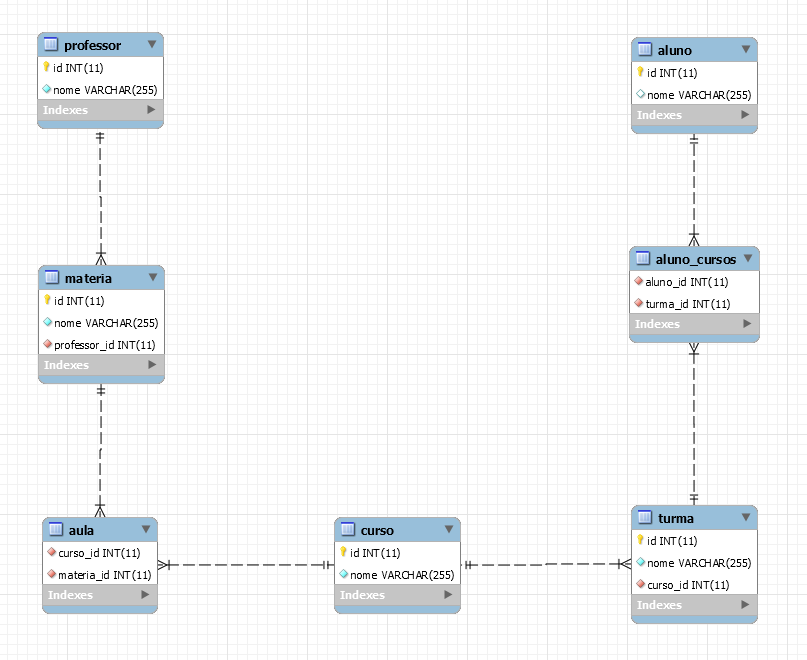 professor
id INT(11)
nome VARCHAR(255)
Indexes
aluno
id INT(11)
nome VARCHAR(255)
Indexes
materia
id INT(11)
nome VARCHAR(255)
professor_id INT(11)
Indexes
aluno_cursos
aluno_id INT(11)
turma_id INT(11)
Indexes
aula
curso_id INT(11)
materia_id INT(11)
Indexes
curso
id INT(11)
nome VARCHAR(255)
Indexes
turma
id INT(11)
nome VARCHAR(255)
curso_id INT(11)
Indexes